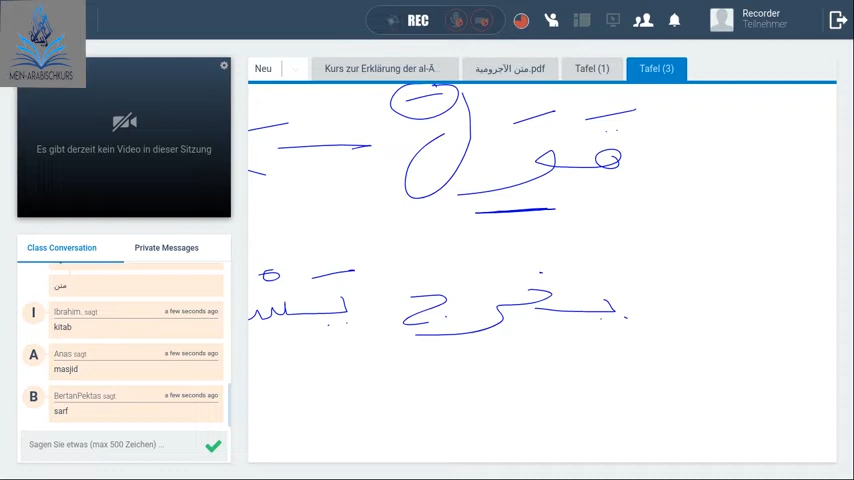 REC
Recorder
Teilnehmer
MEN-ARABISCHKURS
Neu
Kurs zur Erklärung der al-Ā...
متن الآجرومية.pdf
Tafel (1)
Tafel (3)
Es gibt derzeit kein Video in dieser Sitzung
Class Conversation
Private Messages
متن
I
Ibrahim. sagt
a few seconds ago
kitab
A
Anas sagt
a few seconds ago
masjid
B
BertanPektas sagt
a few seconds ago
sarf
Sagen Sie etwas (max 500 Zeichen) ...
يخرج